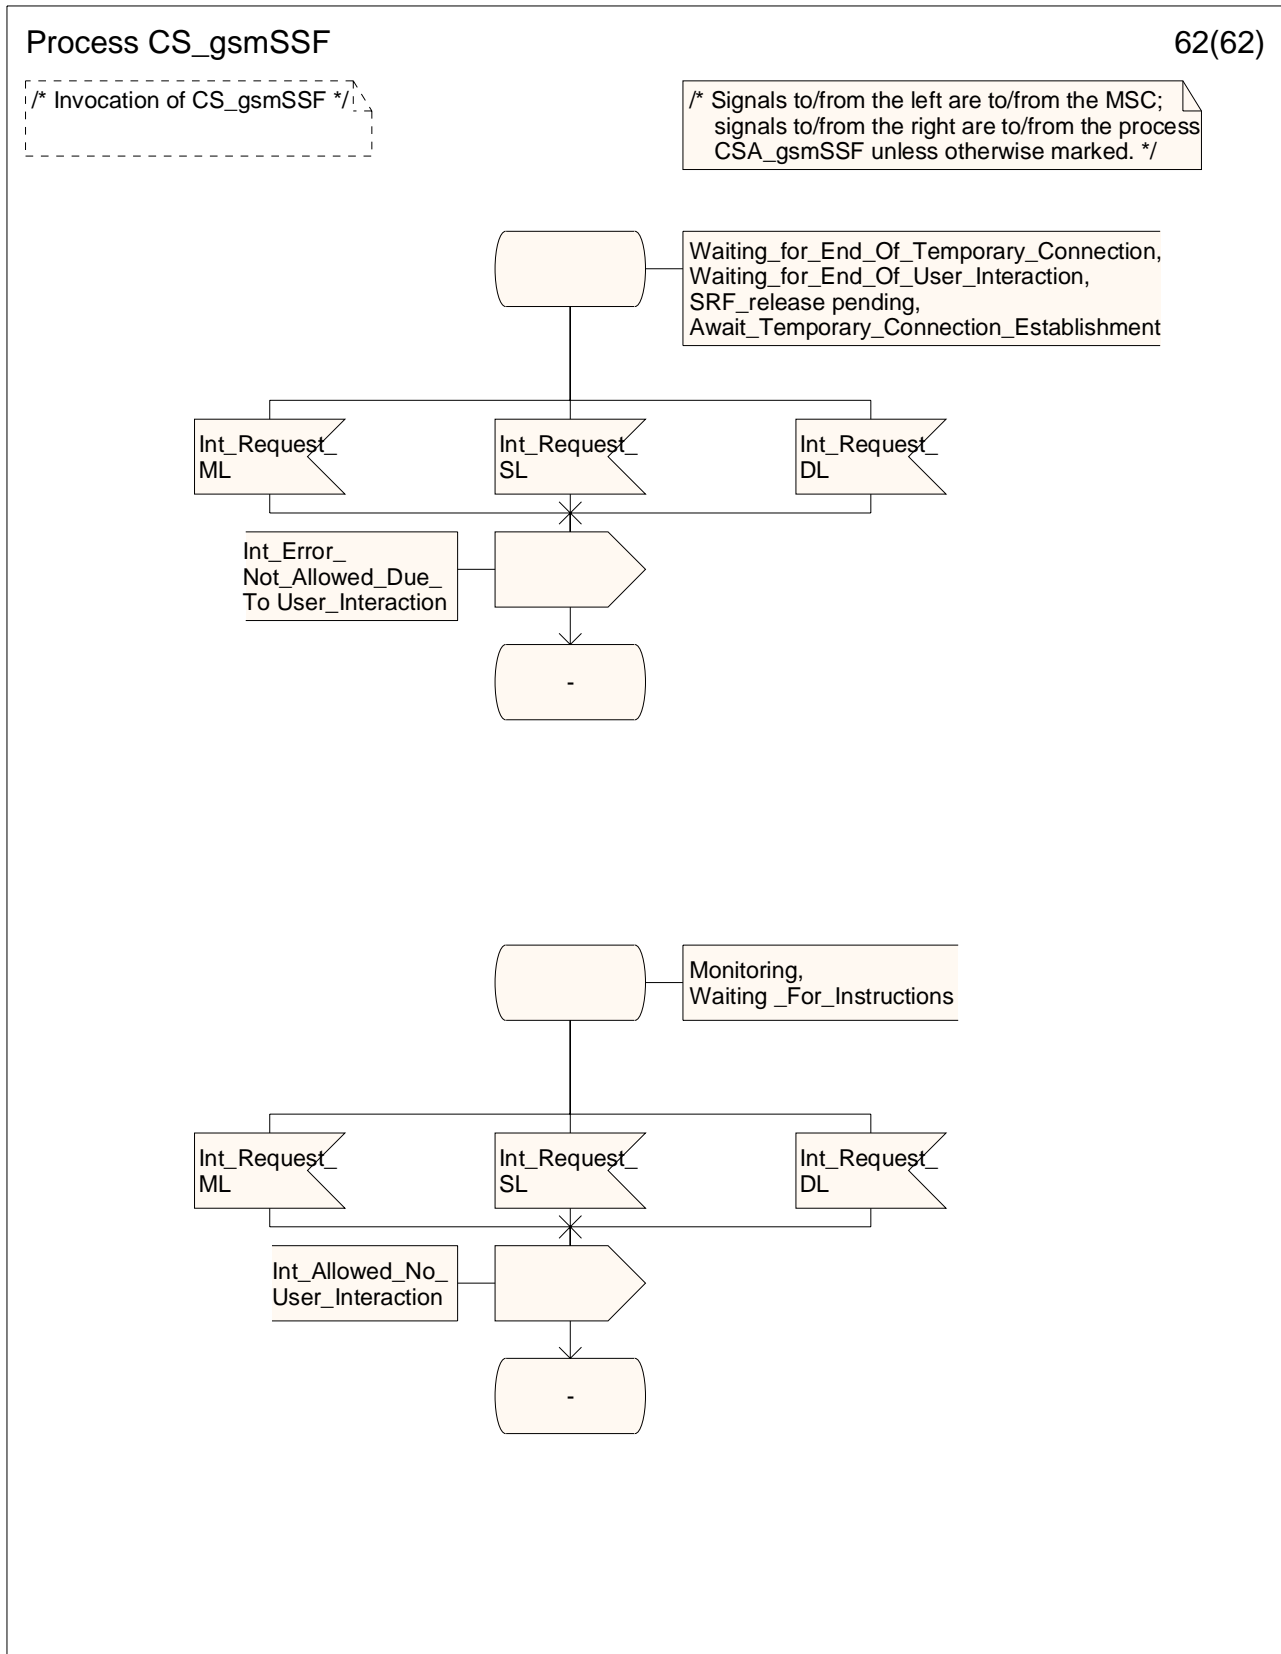 Process CS_gsmSSF
62(62)
/* Invocation of CS_gsmSSF */
/* Signals to/from the left are to/from the MSC;
signals to/from the right are to/from the process
CSA_gsmSSF unless otherwise marked. */
Waiting_for_End_Of_Temporary_Connection,
Waiting_for_End_Of_User_Interaction,
SRF_release pending,
Await_Temporary_Connection_Establishment
Int_Request_
ML
Int_Request_
SL
Int_Request_
DL
Int_Error_
Not_Allowed_Due_
To User_Interaction
-
Monitoring,
Waiting _For_Instructions
Int_Request_
ML
Int_Request_
SL
Int_Request_
DL
Int_Allowed_No_
User_Interaction
-